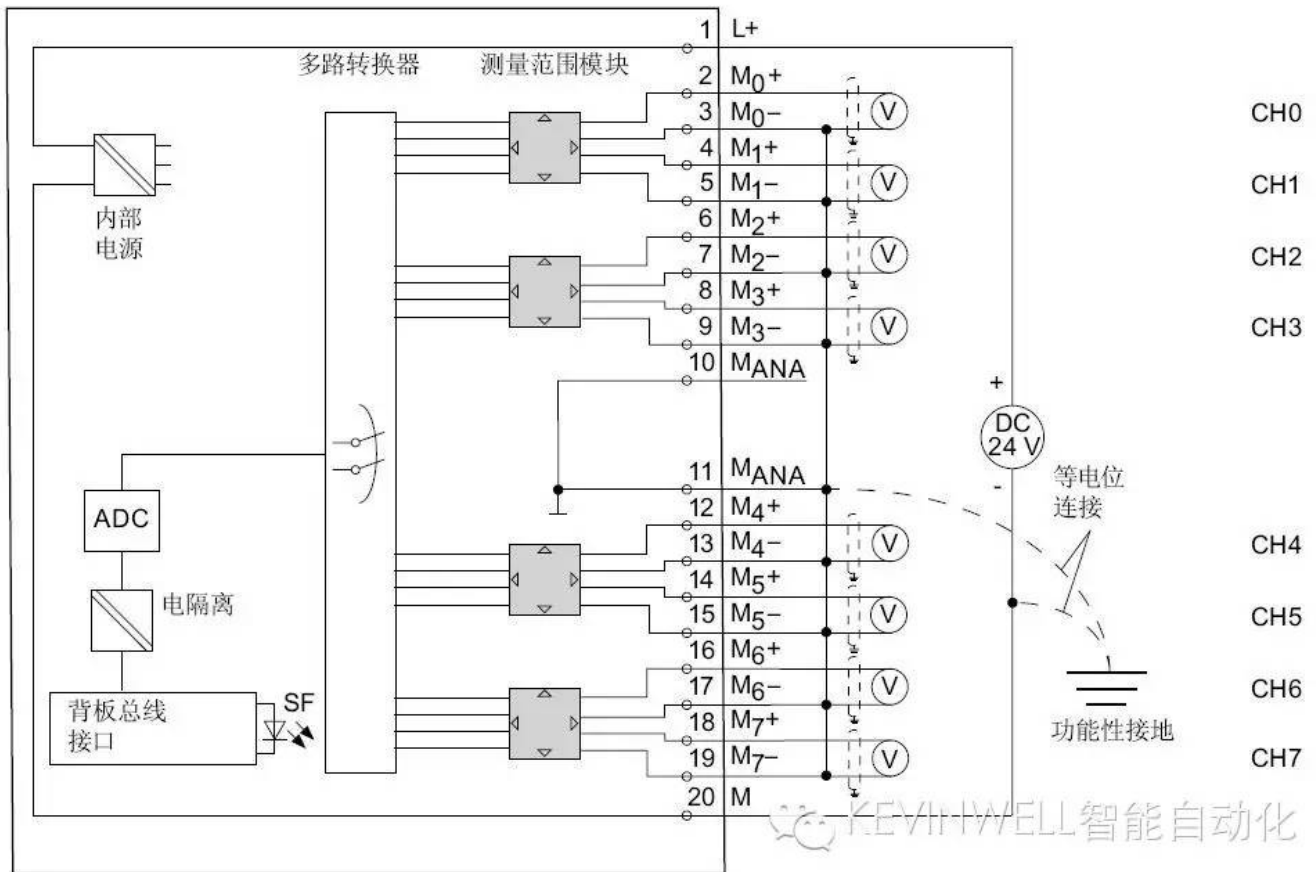 1 L+
多路转换器 测量范围模块
2 M0+
3 M0− CH0
4 M1+
5 M1− CH1
内部
电源
6 M2+
7 M2− CH2
8 M3+
9 M3− CH3
10 MANA
+
DC
24 V
-
11 MANA
等电位
连接
12 M4+
ADC
13 M4− CH4
14 M5+
电隔离
15 M5− CH5
16 M6+
17 M6− CH6
背板总线
接口
SF
18 M7+
功能性接地
19 M7− CH7
20 M
V
V
V
V
V
V
V
V
KEVINWELL智能自动化